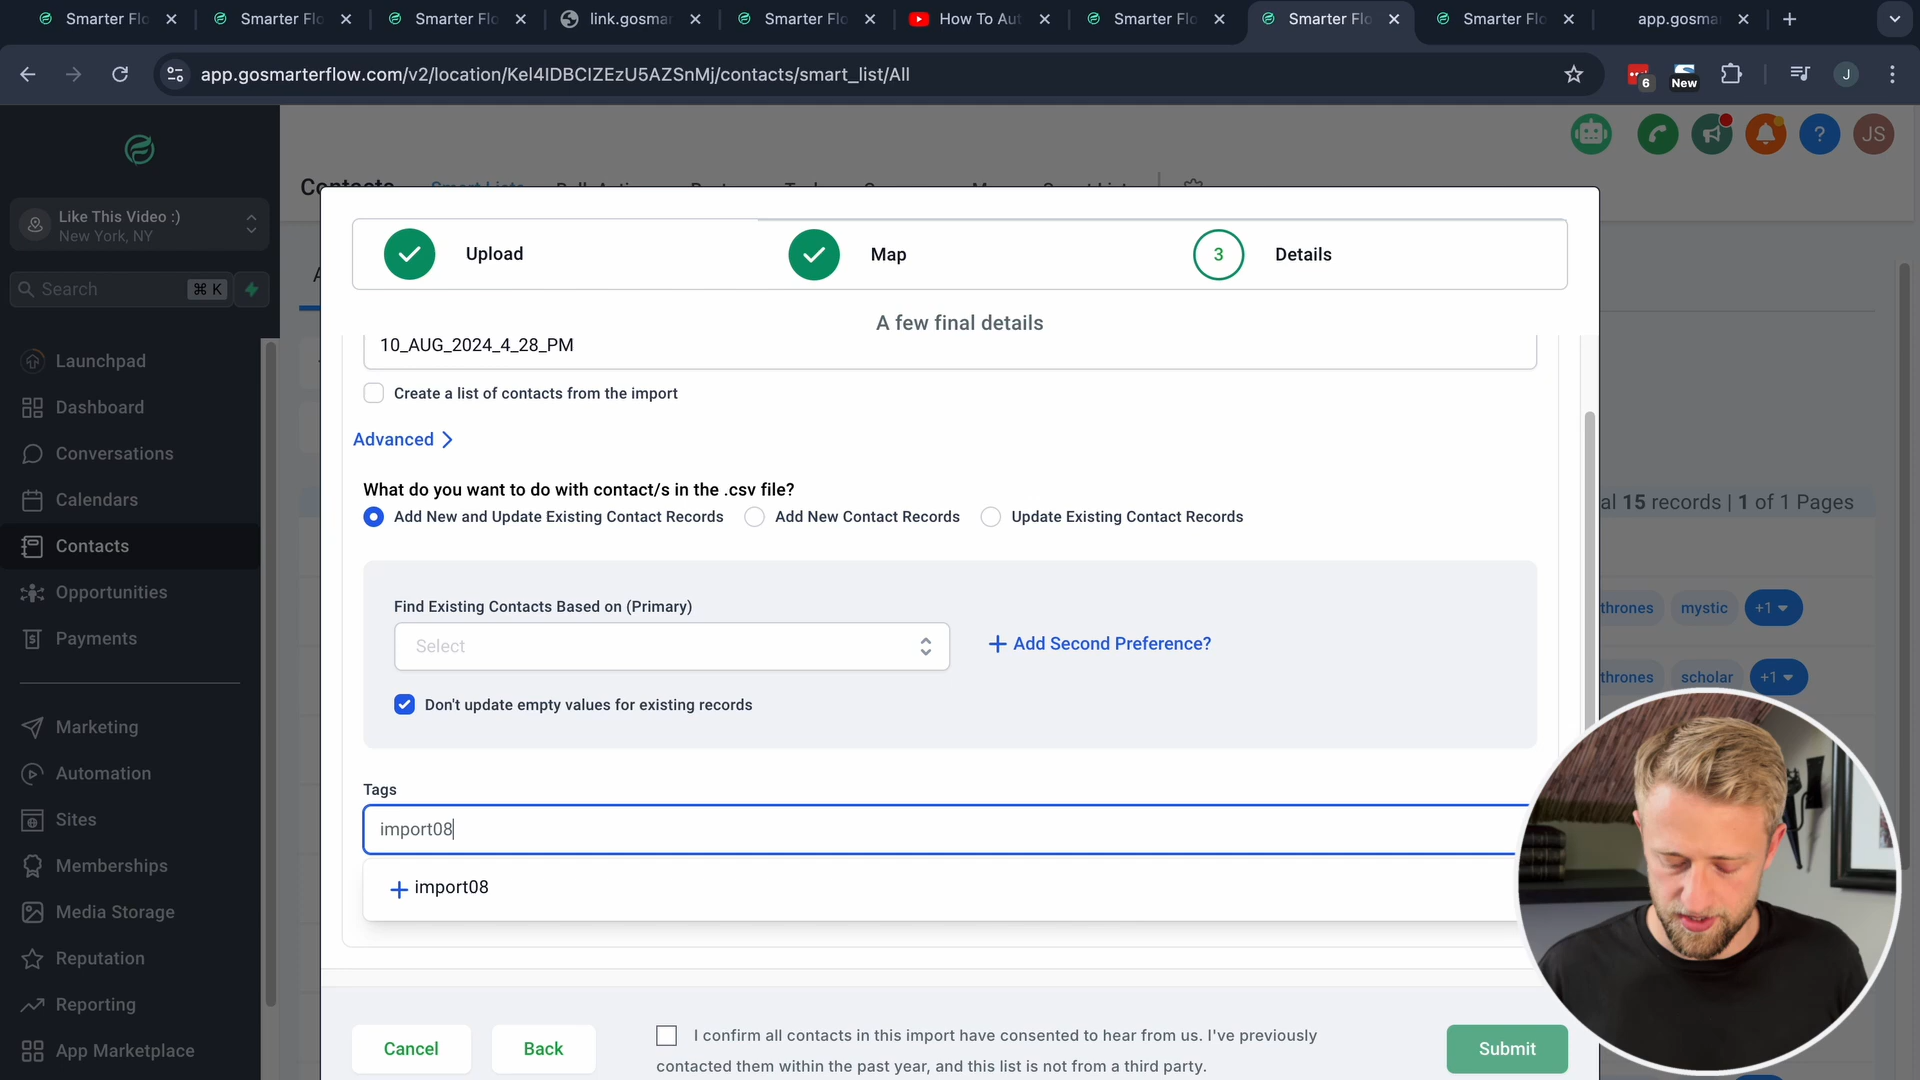 Smarter Flo
Smarter Flo
Smarter Flo
link.gosmar
Smarter Flo
How To Aut
Smarter Flo
Smarter Flo
Smarter Flo
app.gosma
app.gosmarterflow.com/v2/location/Kel4IDBCIZEzU5AZSnMj/contacts/smart_list/All
6
New
J
JS
Contacts
Like This Video :)
New York, NY
Search
⌘ K
Launchpad
Dashboard
Conversations
Calendars
Contacts
Opportunities
Payments
Marketing
Automation
Sites
Memberships
Media Storage
Reputation
Reporting
App Marketplace
Upload
Map
3
Details
A few final details
10_AUG_2024_4_28_PM
Create a list of contacts from the import
Advanced
What do you want to do with contact/s in the .csv file?
Add New and Update Existing Contact Records
Add New Contact Records
Update Existing Contact Records
Find Existing Contacts Based on (Primary)
Select
+ Add Second Preference?
Don't update empty values for existing records
Tags
import08
+ import08
Cancel
Back
I confirm all contacts in this import have consented to hear from us. I've previously
contacted them within the past year, and this list is not from a third party.
Submit
al 15 records | 1 of 1 Pages
thrones
mystic
+1
thrones
scholar
+1